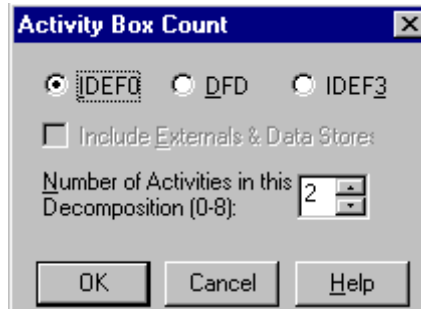 Activity Box Count
IDEF0 DFD IDEF3
Include Externals & Data Stores
Number of Activities in this
Decomposition (0-8):
2
OK Cancel Help